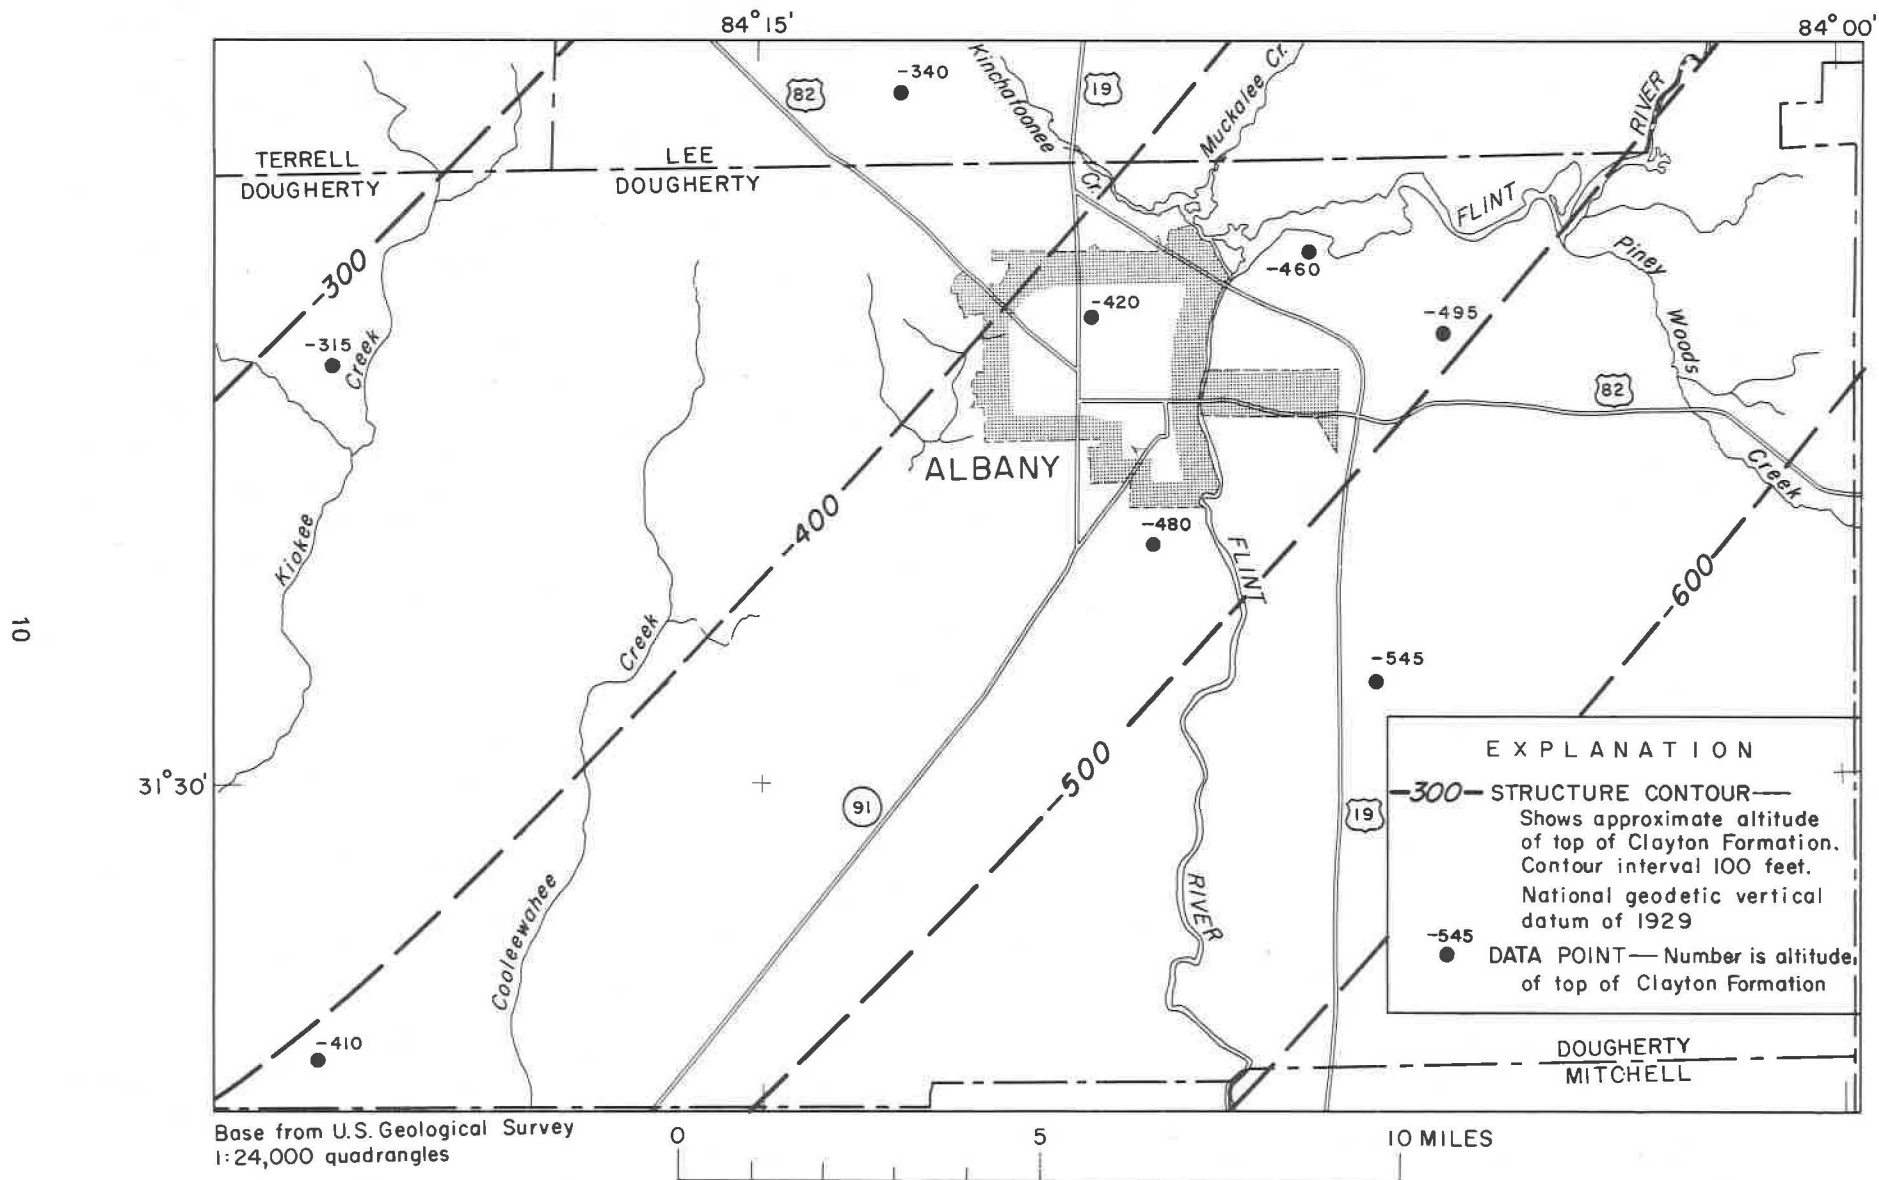 84°15'
84°00'
-340
82
19
Kinchafoonee
Cr.
Muckalee Cr.
RIVER
TERRELL
DOUGHERTY
LEE
DOUGHERTY
FLINT
Piney
Woods
Creek
-300
-315
Creek
Kiokee
-420
-460
-495
82
ALBANY
-400
-480
FLINT
-600
10
Creek
-545
-500
31°30'
91
19
Cooleewahee
RIVER
EXPLANATION
-300- STRUCTURE CONTOUR—
Shows approximate altitude
of top of Clayton Formation.
Contour interval 100 feet.
National geodetic vertical
datum of 1929
-545
DATA POINT—Number is altitude
of top of Clayton Formation
-410
DOUGHERTY
MITCHELL
Base from U.S. Geological Survey
1:24,000 quadrangles
0 5 10 MILES